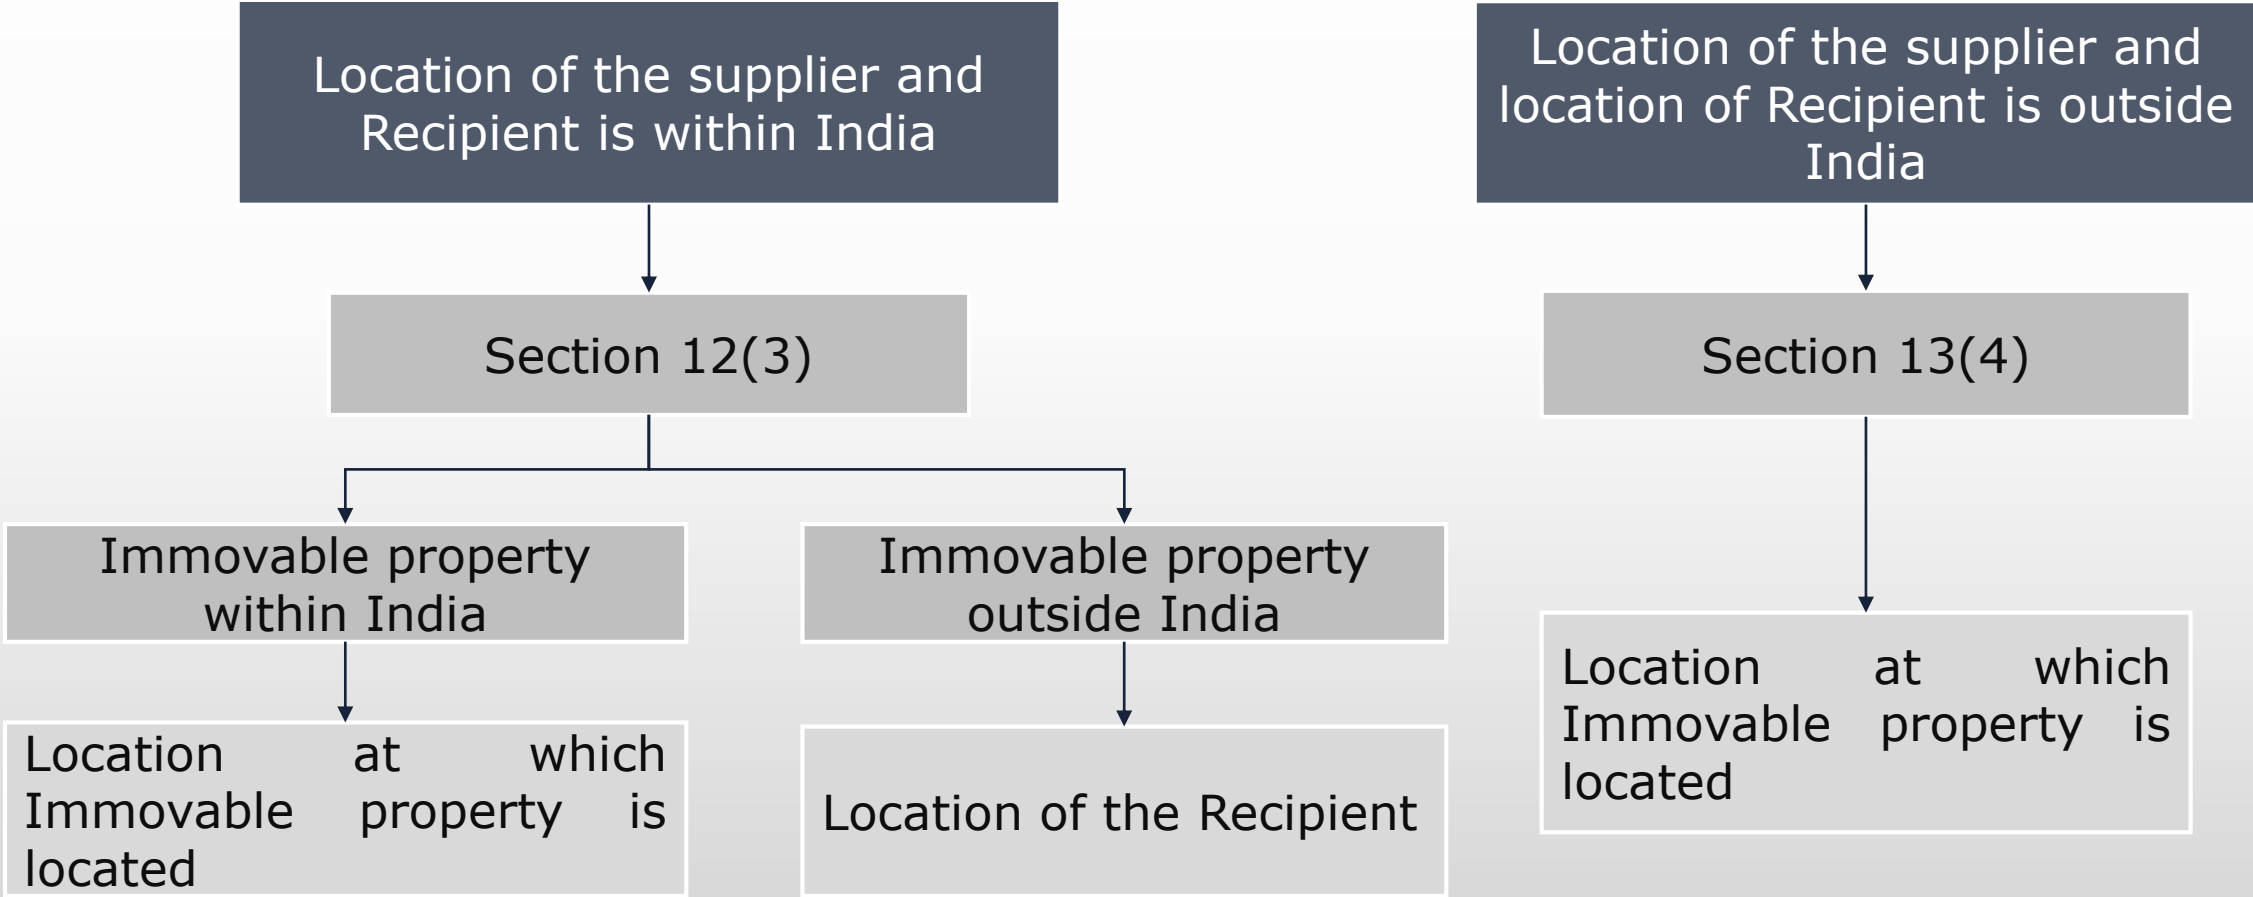 Location of the supplier and
Recipient is within India
Location of the supplier and
location of Recipient is outside
India
Section 12(3)
Section 13(4)
Immovable property
within India
Immovable property
outside India
Location at which
Immovable property is
located
Location of the Recipient
Location at which
Immovable property is
located